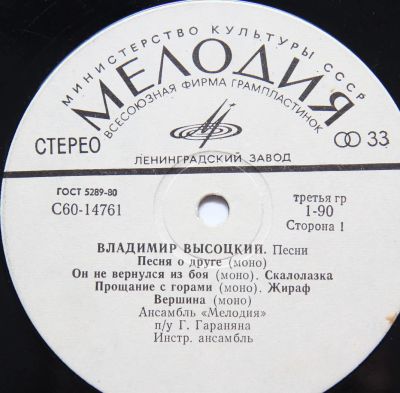 МИНИСТЕРСТВО КУЛЬТУРЫ СССР
МЕЛОДИЯ
ВСЕСОЮЗНАЯ ФИРМА ГРАМПЛАСТИНОК
СТЕРЕО
33
ЛЕНИНГРАДСКИЙ ЗАВОД
ГОСТ 5289-80
С60-14761
третья гр
1-90
Сторона 1
ВЛАДИМИР ВЫСОЦКИЙ. Песни
Песня о друге (моно)
Он не вернулся из боя (моно). Скалолазка
Прощание с горами (моно). Жираф
Вершина (моно)
Ансамбль «Мелодия»
п/у Г. Гараняна
Инстр. ансамбль